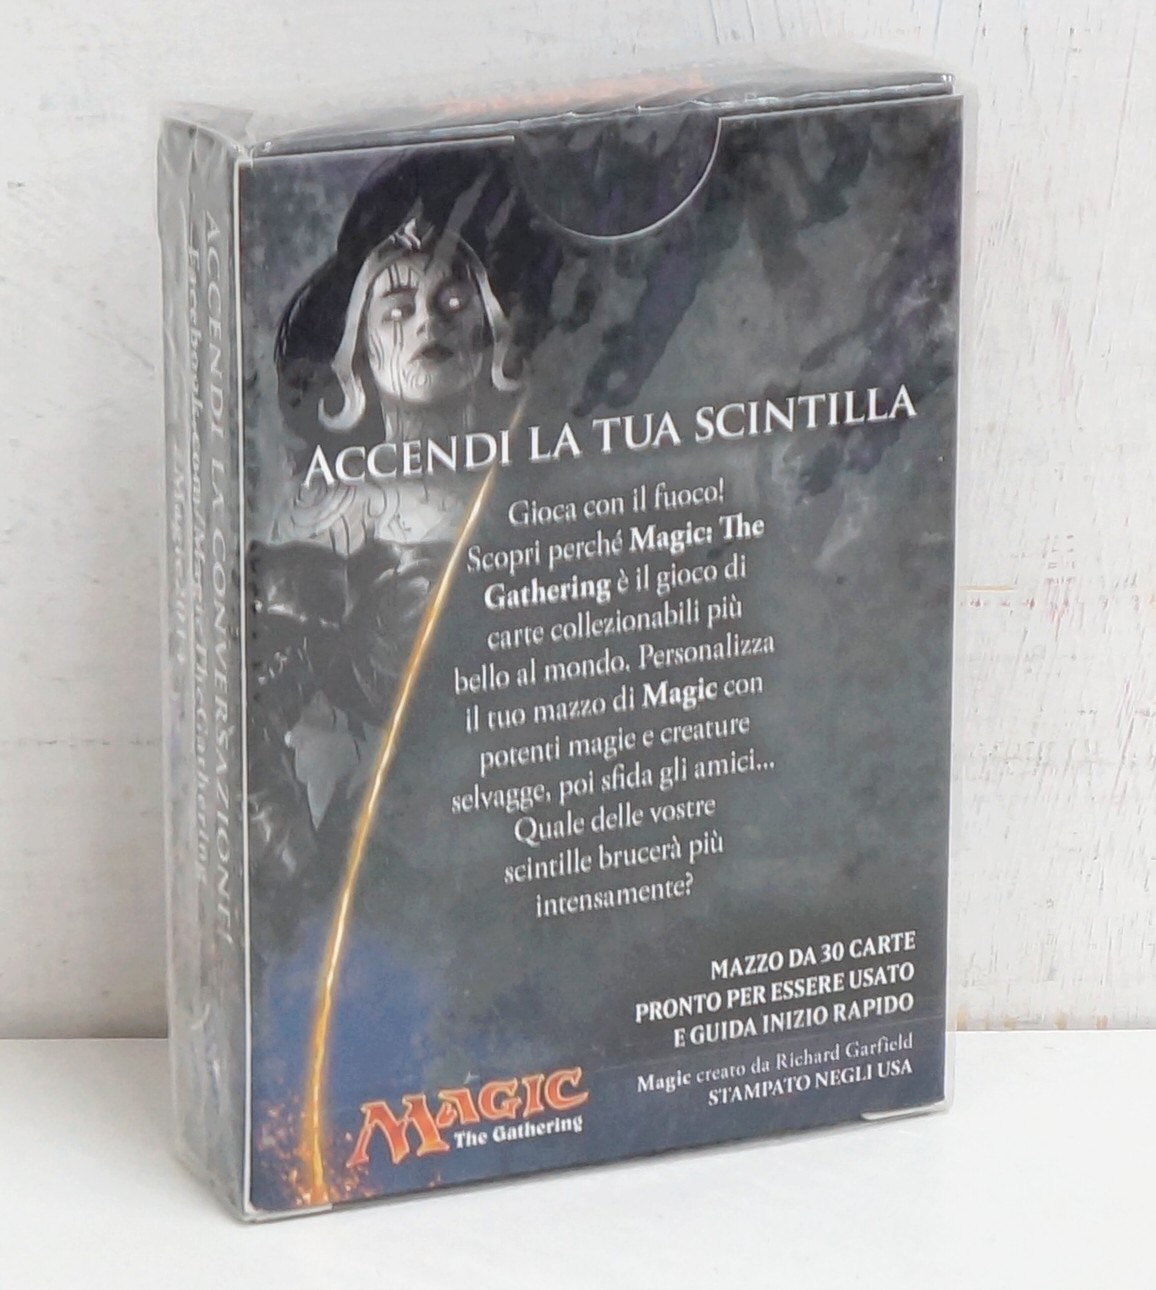 ACCENDI LA TUA SCINTILLA
Gioca con il fuoco!
Scopri perché Magic: The
Gathering è il gioco di
carte collezionabili più
bello al mondo. Personalizza
il tuo mazzo di Magic con
potenti magie e creature
selvagge, poi sfida gli amici...
Quale delle vostre
scintille brucerà più
intensamente?
MAZZO DA 30 CARTE
PRONTO PER ESSERE USATO
E GUIDA INIZIO RAPIDO
Magic creato da Richard Garfield
STAMPATO NEGLI USA
MAGIC
The Gathering
ACCENDI LA CONVERSAZIONE!
Facebook.com/MagicTheGathering